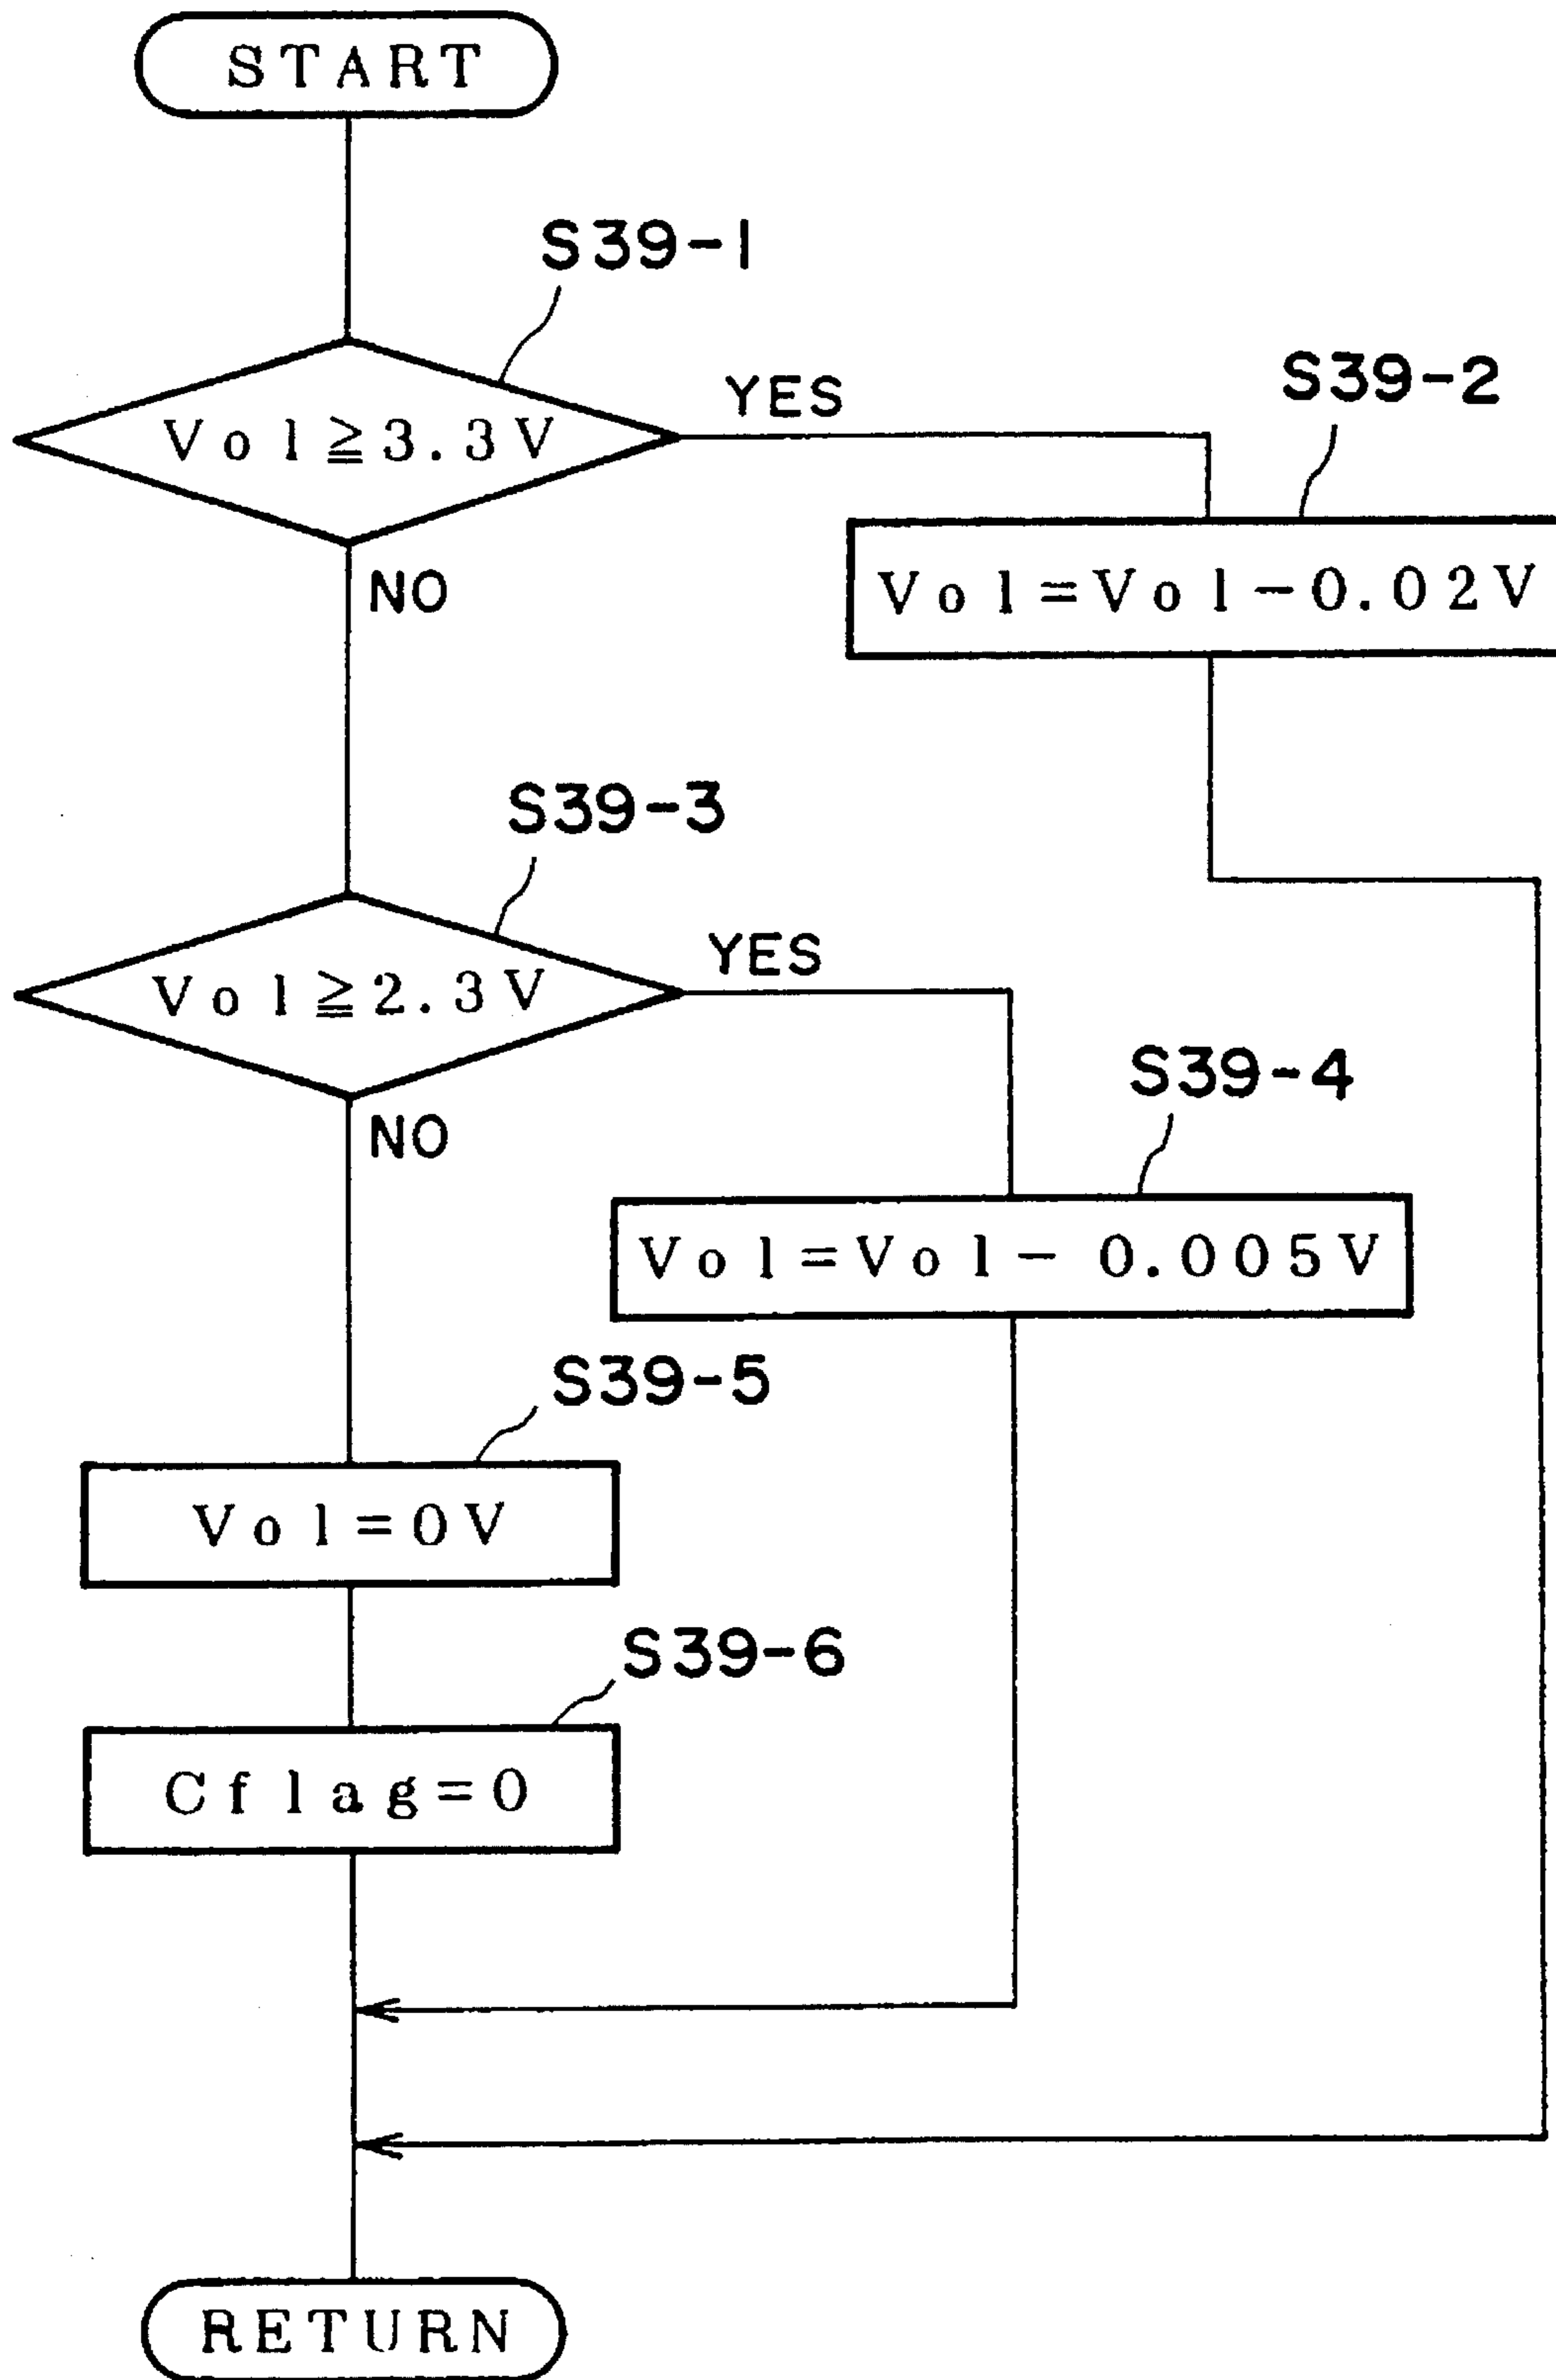 START
S39-1
Vol≧3.3V
YES
NO
S39-2
Vol=Vol-0.02V
S39-3
Vol≧2.3V
YES
NO
S39-4
Vol=Vol-0.005V
S39-5
Vol=0V
S39-6
Cflag=0
RETURN